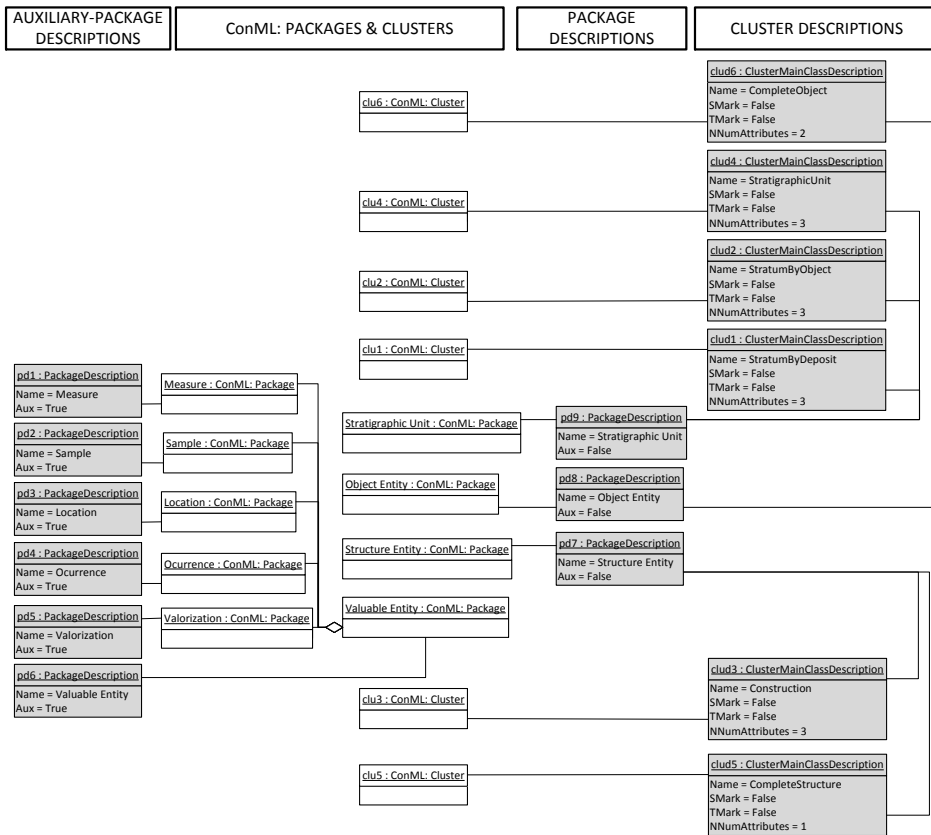 AUXILIARY-PACKAGE
DESCRIPTIONS
ConML: PACKAGES & CLUSTERS
PACKAGE
DESCRIPTIONS
CLUSTER DESCRIPTIONS
clu6 : ConML: Cluster
clud6 : ClusterMainClassDescription
Name = CompleteObject
SMark = False
TMark = False
NNumAttributes = 2
clu4 : ConML: Cluster
clud4 : ClusterMainClassDescription
Name = StratigraphicUnit
SMark = False
TMark = False
NNumAttributes = 3
clu2 : ConML: Cluster
clud2 : ClusterMainClassDescription
Name = StratumByObject
SMark = False
TMark = False
NNumAttributes = 3
clu1 : ConML: Cluster
clud1 : ClusterMainClassDescription
Name = StratumByDeposit
SMark = False
TMark = False
NNumAttributes = 3
pd1 : PackageDescription
Name = Measure
Aux = True
Measure : ConML: Package
pd2 : PackageDescription
Name = Sample
Aux = True
Sample : ConML: Package
pd3 : PackageDescription
Name = Location
Aux = True
Location : ConML: Package
pd4 : PackageDescription
Name = Ocurrence
Aux = True
Ocurrence : ConML: Package
pd5 : PackageDescription
Name = Valorization
Aux = True
Valorization : ConML: Package
pd6 : PackageDescription
Name = Valuable Entity
Aux = True
Stratigraphic Unit : ConML: Package
pd9 : PackageDescription
Name = Stratigraphic Unit
Aux = False
Object Entity : ConML: Package
pd8 : PackageDescription
Name = Object Entity
Aux = False
Structure Entity : ConML: Package
pd7 : PackageDescription
Name = Structure Entity
Aux = False
Valuable Entity : ConML: Package
clu3 : ConML: Cluster
clud3 : ClusterMainClassDescription
Name = Construction
SMark = False
TMark = False
NNumAttributes = 3
clu5 : ConML: Cluster
clud5 : ClusterMainClassDescription
Name = CompleteStructure
SMark = False
TMark = False
NNumAttributes = 1